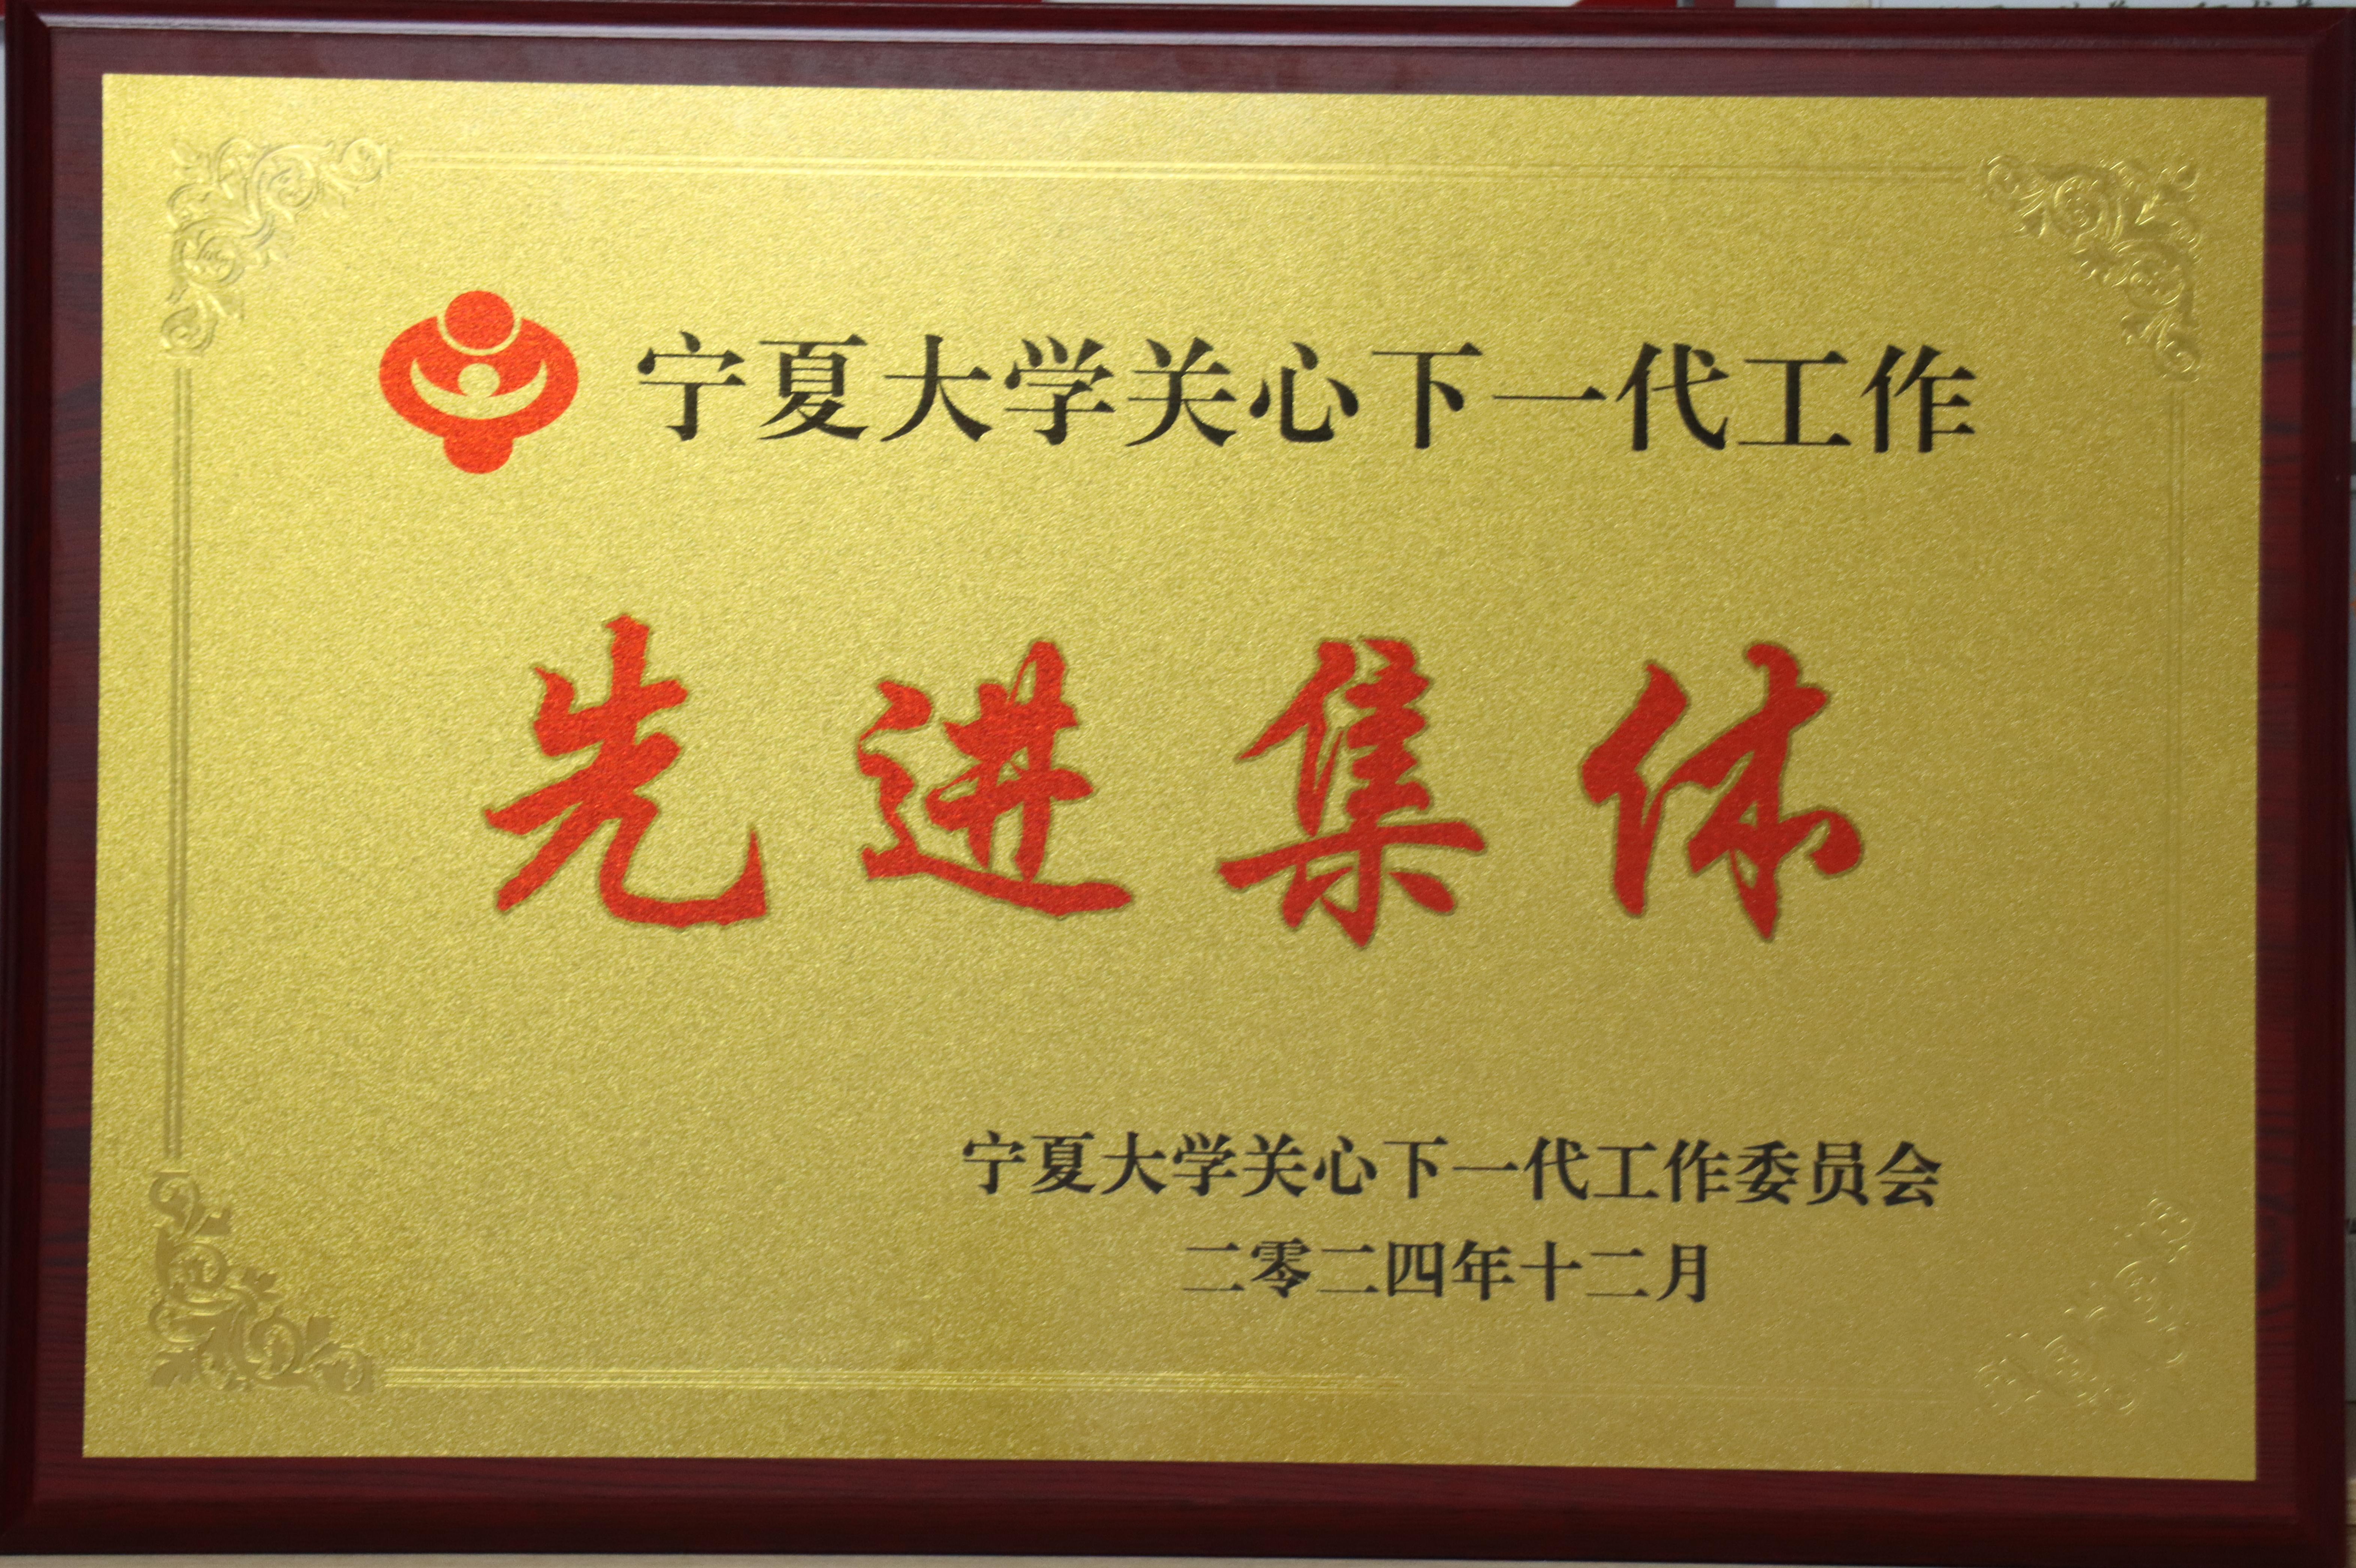 宁夏大学关心下一代工作
先进集体
宁夏大学关心下一代工作委员会
二零二四年十二月